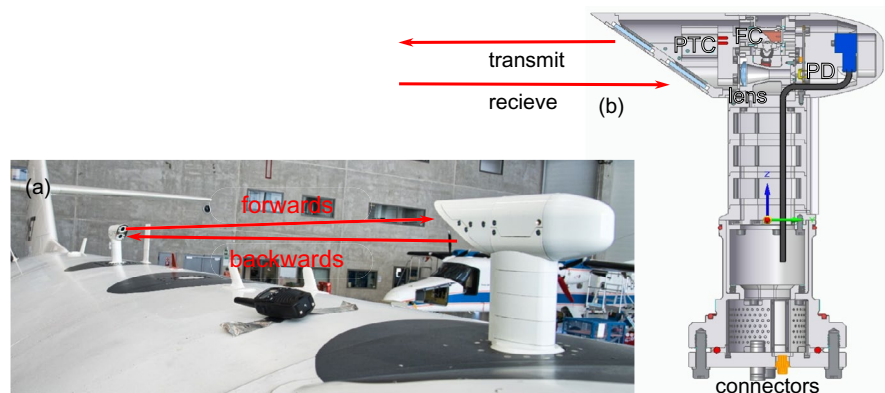 transmit
recieve
(b)
PTC
FC
PD
lens
z
connectors
(a)
forwards
backwards